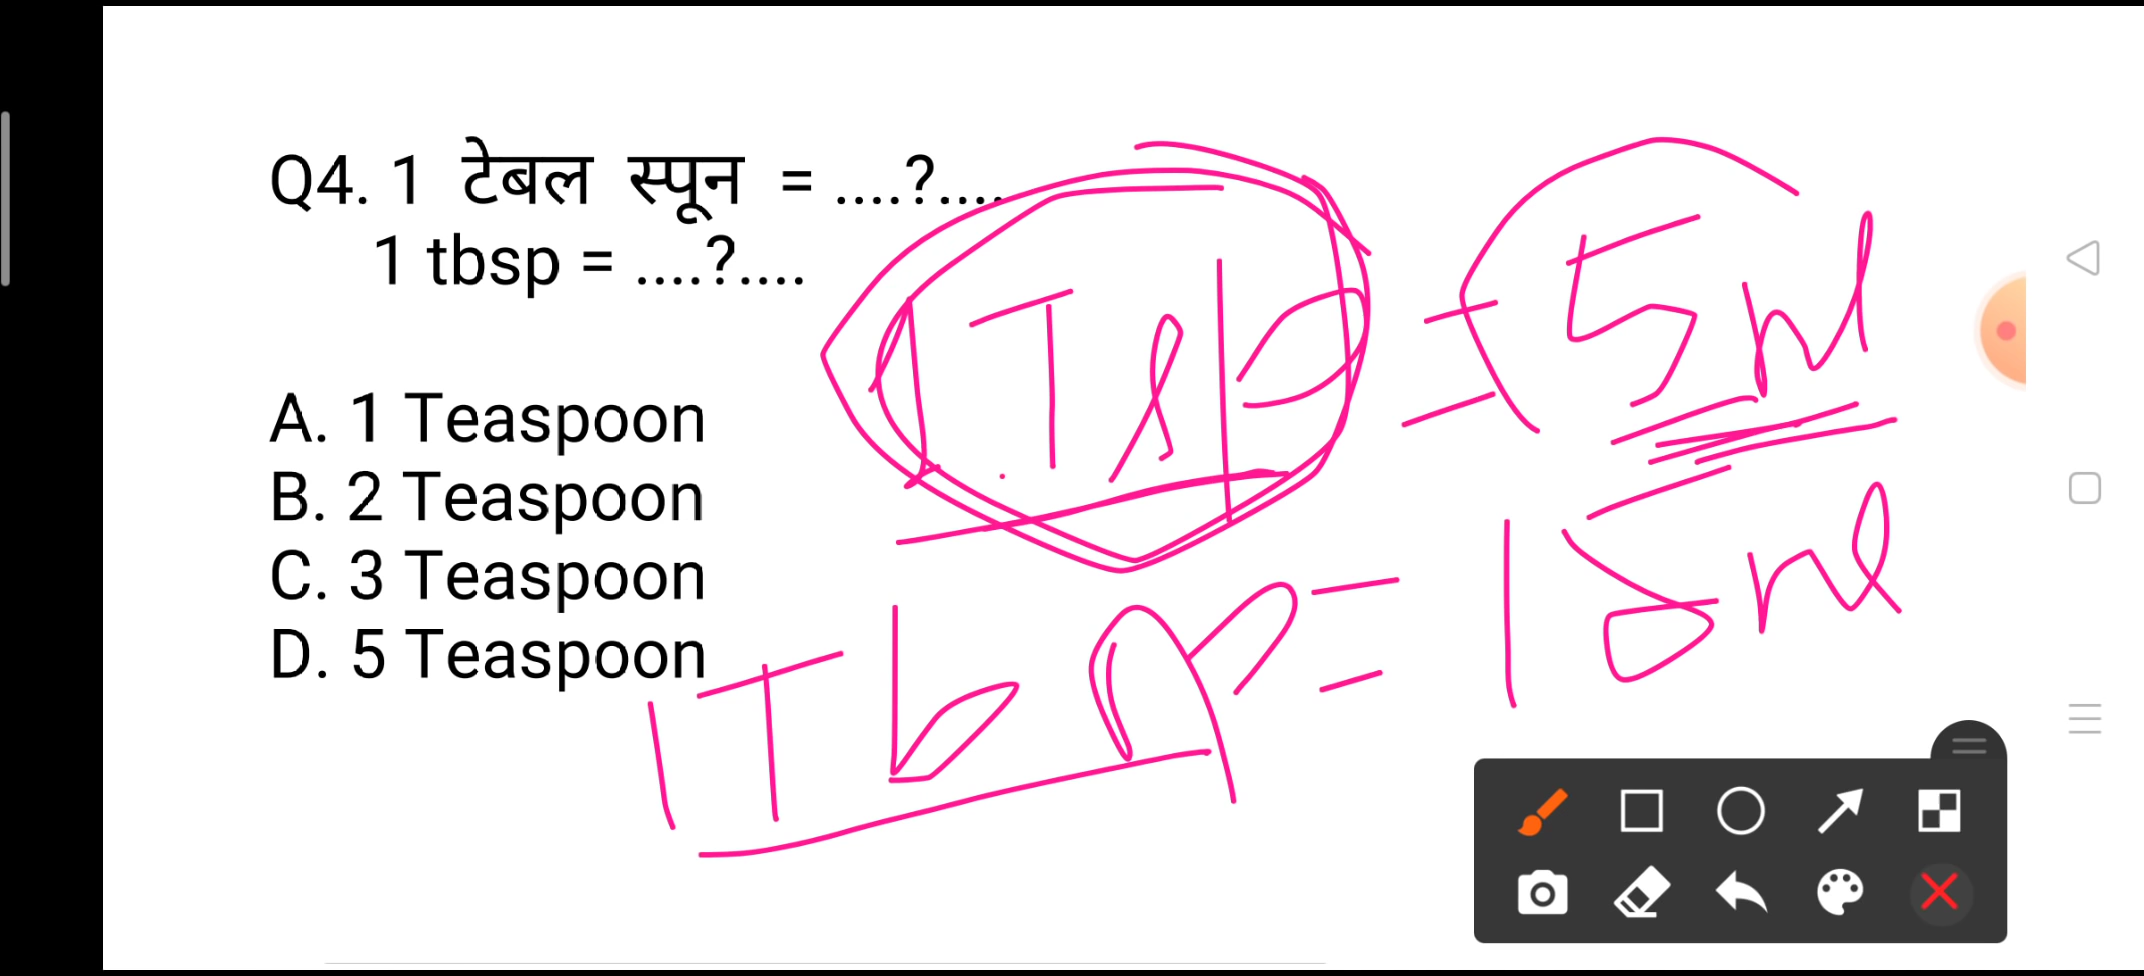 Q4. 1 टेबल स्पून = ....?....
1 tbsp = ....?....
A. 1 Teaspoon
B. 2 Teaspoon
C. 3 Teaspoon
D. 5 Teaspoon
1 Tsp = 5 ml
1 Tbsp = 15 ml